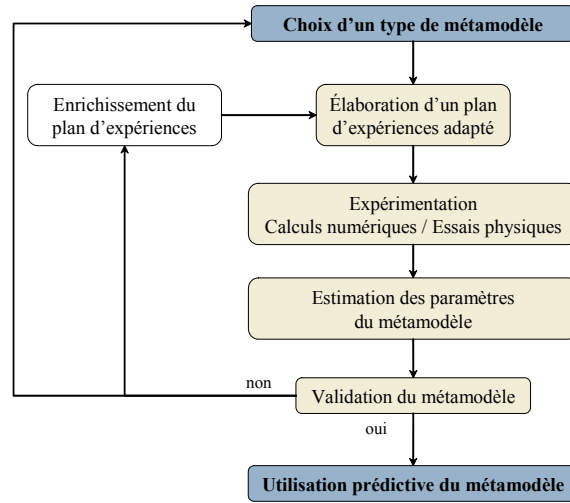 Choix d’un type de métamodèle
Enrichissement du
plan d’expériences
Élaboration d’un plan
d’expériences adapté
Expérimentation
Calculs numériques / Essais physiques
Estimation des paramètres
du métamodèle
non
Validation du métamodèle
oui
Utilisation prédictive du métamodèle